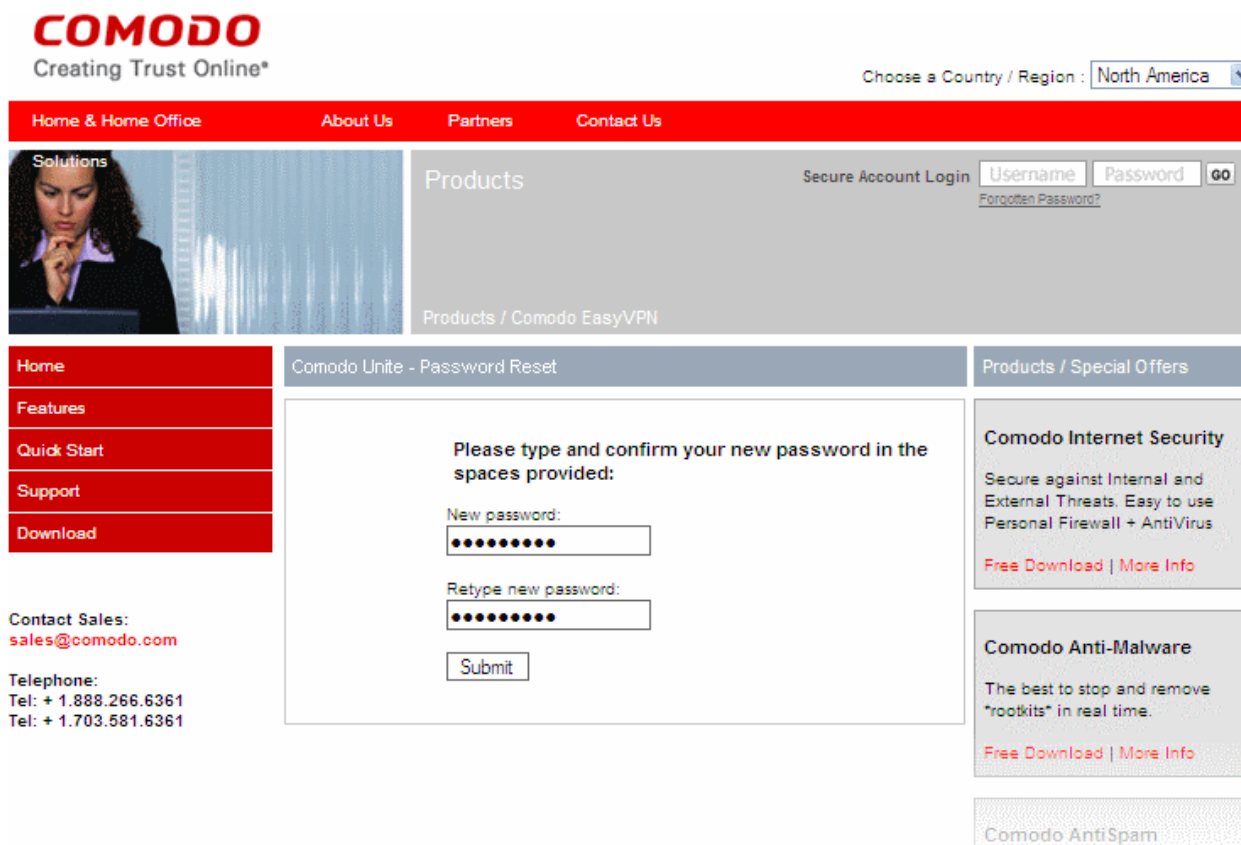 COMODO
Creating Trust Online®
Choose a Country / Region : North America
Home & Home Office About Us Partners Contact Us
Solutions
Products
Secure Account Login Username Password GO
Forgotten Password?
Products / Comodo EasyVPN
Home
Features
Quick Start
Support
Download
Contact Sales:
sales@comodo.com
Telephone:
Tel: + 1.888.266.6361
Tel: + 1.703.581.6361
Comodo Unite - Password Reset
Please type and confirm your new password in the
spaces provided:
New password:
●●●●●●●●●
Retype new password:
●●●●●●●●●
Submit
Products / Special Offers
Comodo Internet Security
Secure against Internal and
External Threats. Easy to use
Personal Firewall + AntiVirus
Free Download | More Info
Comodo Anti-Malware
The best to stop and remove
*rootkits* in real time.
Free Download | More Info
Comodo AntiSpam